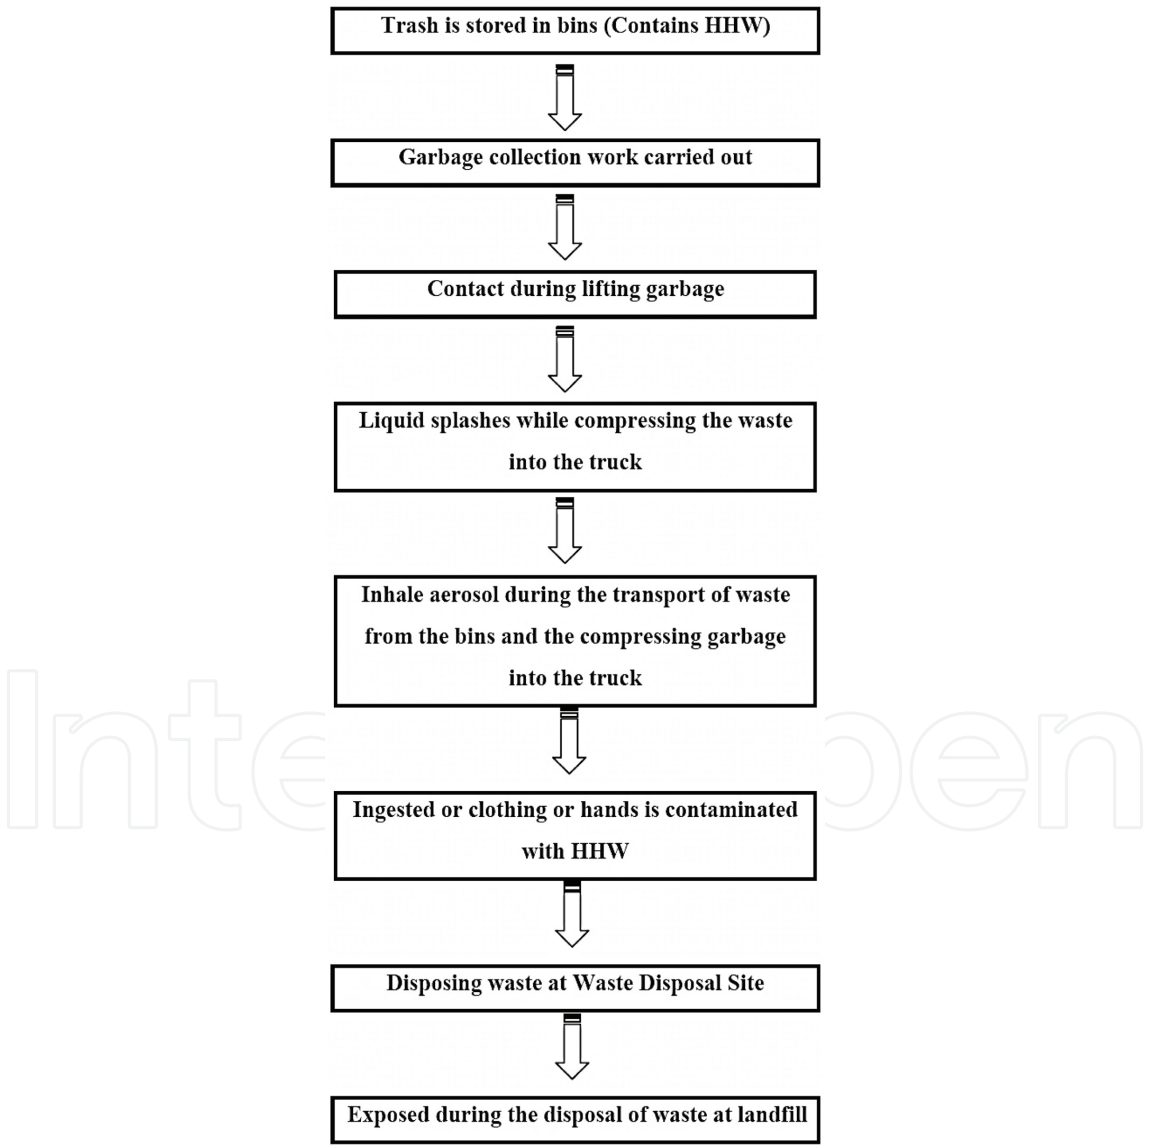 Trash is stored in bins (Contains HHW)
Garbage collection work carried out
Contact during lifting garbage
Liquid splashes while compressing the waste
into the truck
Inhale aerosol during the transport of waste
from the bins and the compressing garbage
into the truck
Ingested or clothing or hands is contaminated
with HHW
Disposing waste at Waste Disposal Site
Exposed during the disposal of waste at landfill